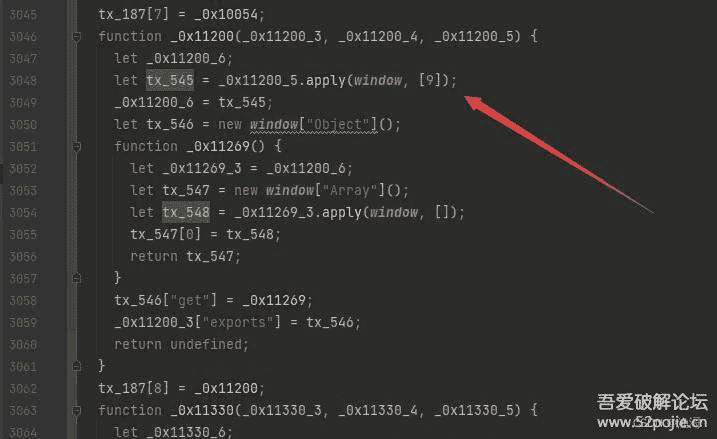 3045 tx_187[7] = _0x10054;
3046 function _0x11200(_0x11200_3, _0x11200_4, _0x11200_5) {
3047 let _0x11200_6;
3048 let tx_545 = _0x11200_5.apply(window, [9]);
3049 _0x11200_6 = tx_545;
3050 let tx_546 = new window["Object"]();
3051 function _0x11269() {
3052 let _0x11269_3 = _0x11200_6;
3053 let tx_547 = new window["Array"]();
3054 let tx_548 = _0x11269_3.apply(window, []);
3055 tx_547[0] = tx_548;
3056 return tx_547;
3057 }
3058 tx_546["get"] = _0x11269;
3059 _0x11200_3["exports"] = tx_546;
3060 return undefined;
3061 }
3062 tx_187[8] = _0x11200;
3063 function _0x11330(_0x11330_3, _0x11330_4, _0x11330_5) {
3064 let _0x11330_6;
吾爱破解论坛
www.52pojie.cn